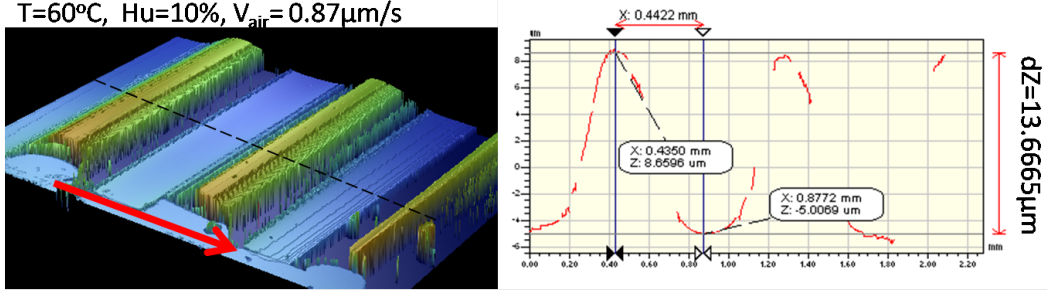 T=60°C, Hu=10%, Vair= 0.87µm/s
X: 0.4422 mm
um
8
6
4
2
0
-2
-4
-6
X: 0.4350 mm
Z: 8.6596 um
X: 0.8772 mm
Z: -5.0069 um
mm
0.00 0.20 0.40 0.60 0.80 1.00 1.20 1.40 1.60 1.80 2.00 2.20
dZ=13.6665µm